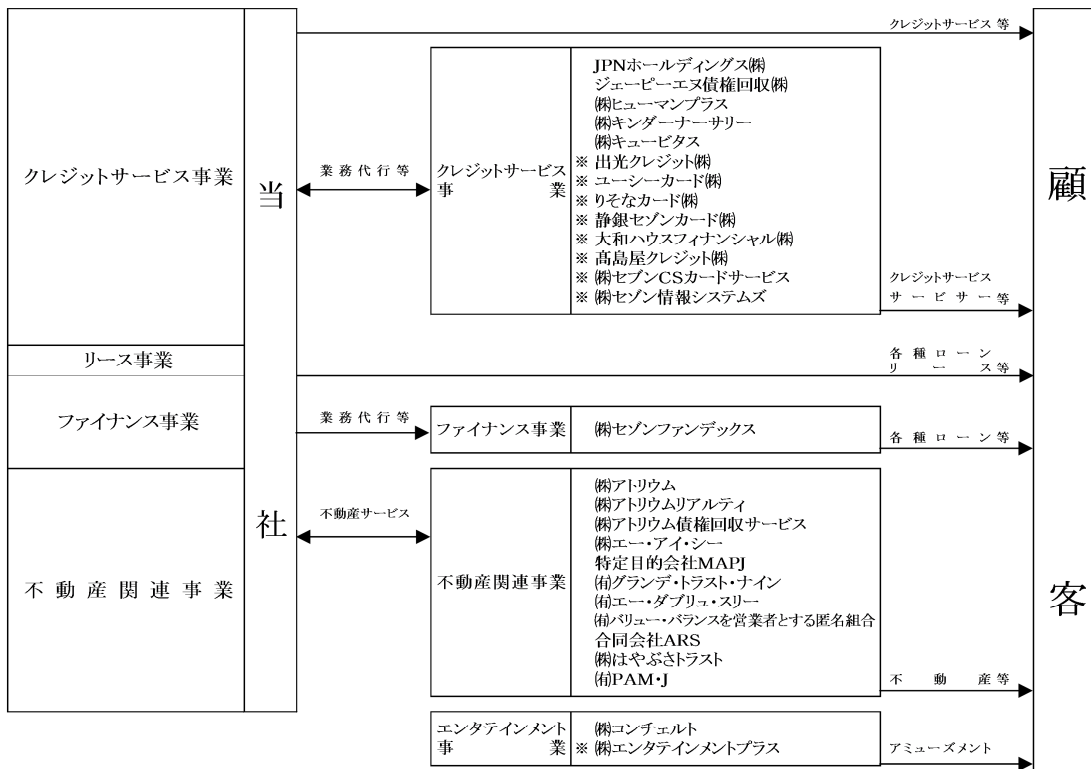 クレジットサービス事業
リース事業
ファイナンス事業
不動産関連事業
当
社
クレジットサービス等
業務代行等
クレジットサービス
事業
JPNホールディングス㈱
ジェーピーエヌ債権回収㈱
㈱ヒューマンプラス
㈱キンダーナーサリー
㈱キュービタス
※ 出光クレジット㈱
※ ユーシーカード㈱
※ りそなカード㈱
※ 静銀セゾンカード㈱
※ 大和ハウスフィナンシャル㈱
※ 髙島屋クレジット㈱
※ ㈱セブンCSカードサービス
※ ㈱セゾン情報システムズ
クレジットサービス
サービサー等
各種ローン
リース等
業務代行等
ファイナンス事業
㈱セゾンファンデックス
各種ローン等
不動産サービス
不動産関連事業
㈱アトリウム
㈱アトリウムリアルティ
㈱アトリウム債権回収サービス
㈱エー・アイ・シー
特定目的会社MAPJ
㈲グランデ・トラスト・ナイン
㈲エー・ダブリュ・スリー
㈲バリュー・バランスを営業者とする匿名組合
合同会社ARS
㈱はやぶさトラスト
㈲PAM・J
不動産等
エンタテインメント
事業
㈱コンチェルト
※ ㈱エンタテインメントプラス
アミューズメント
顧
客